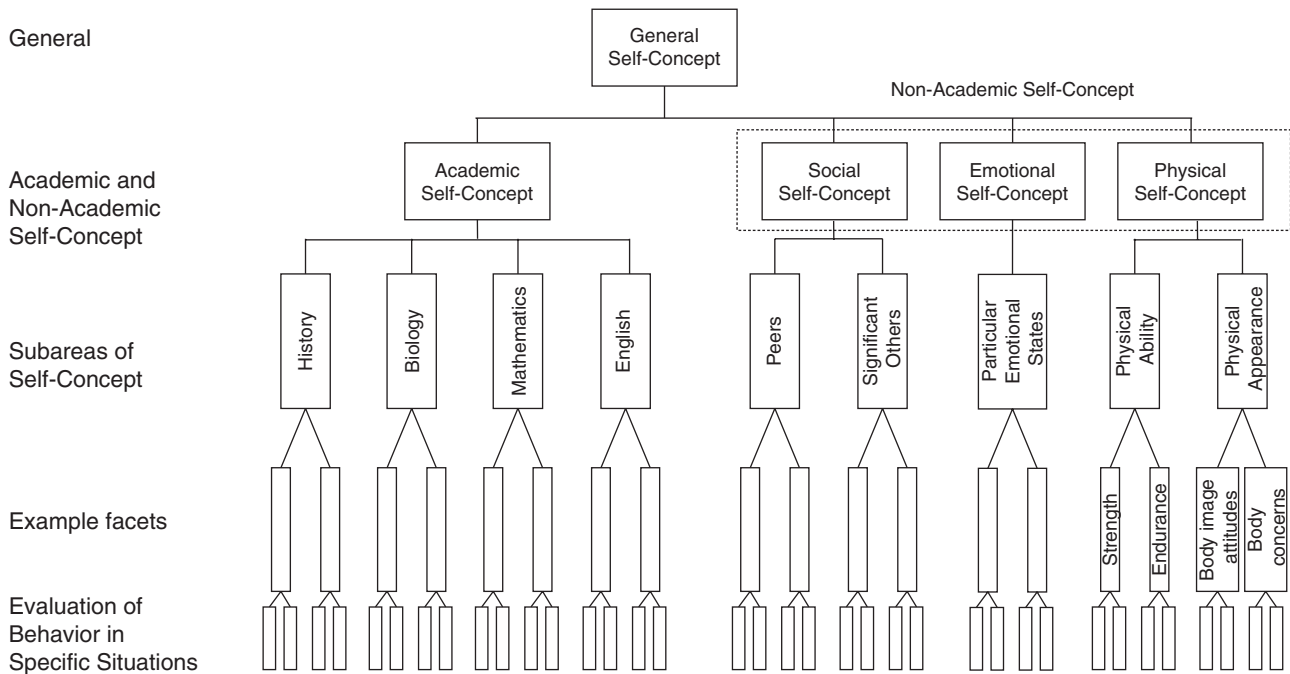 General
General
Self-Concept
Non-Academic Self-Concept
Academic and
Non-Academic
Self-Concept
Academic
Self-Concept
Social
Self-Concept
Emotional
Self-Concept
Physical
Self-Concept
Subareas of
Self-Concept
History
Biology
Mathematics
English
Peers
Significant
Others
Particular
Emotional
States
Physical
Ability
Physical
Appearance
Example facets
Strength
Endurance
Body image
attitudes
Body
concerns
Evaluation of
Behavior in
Specific Situations